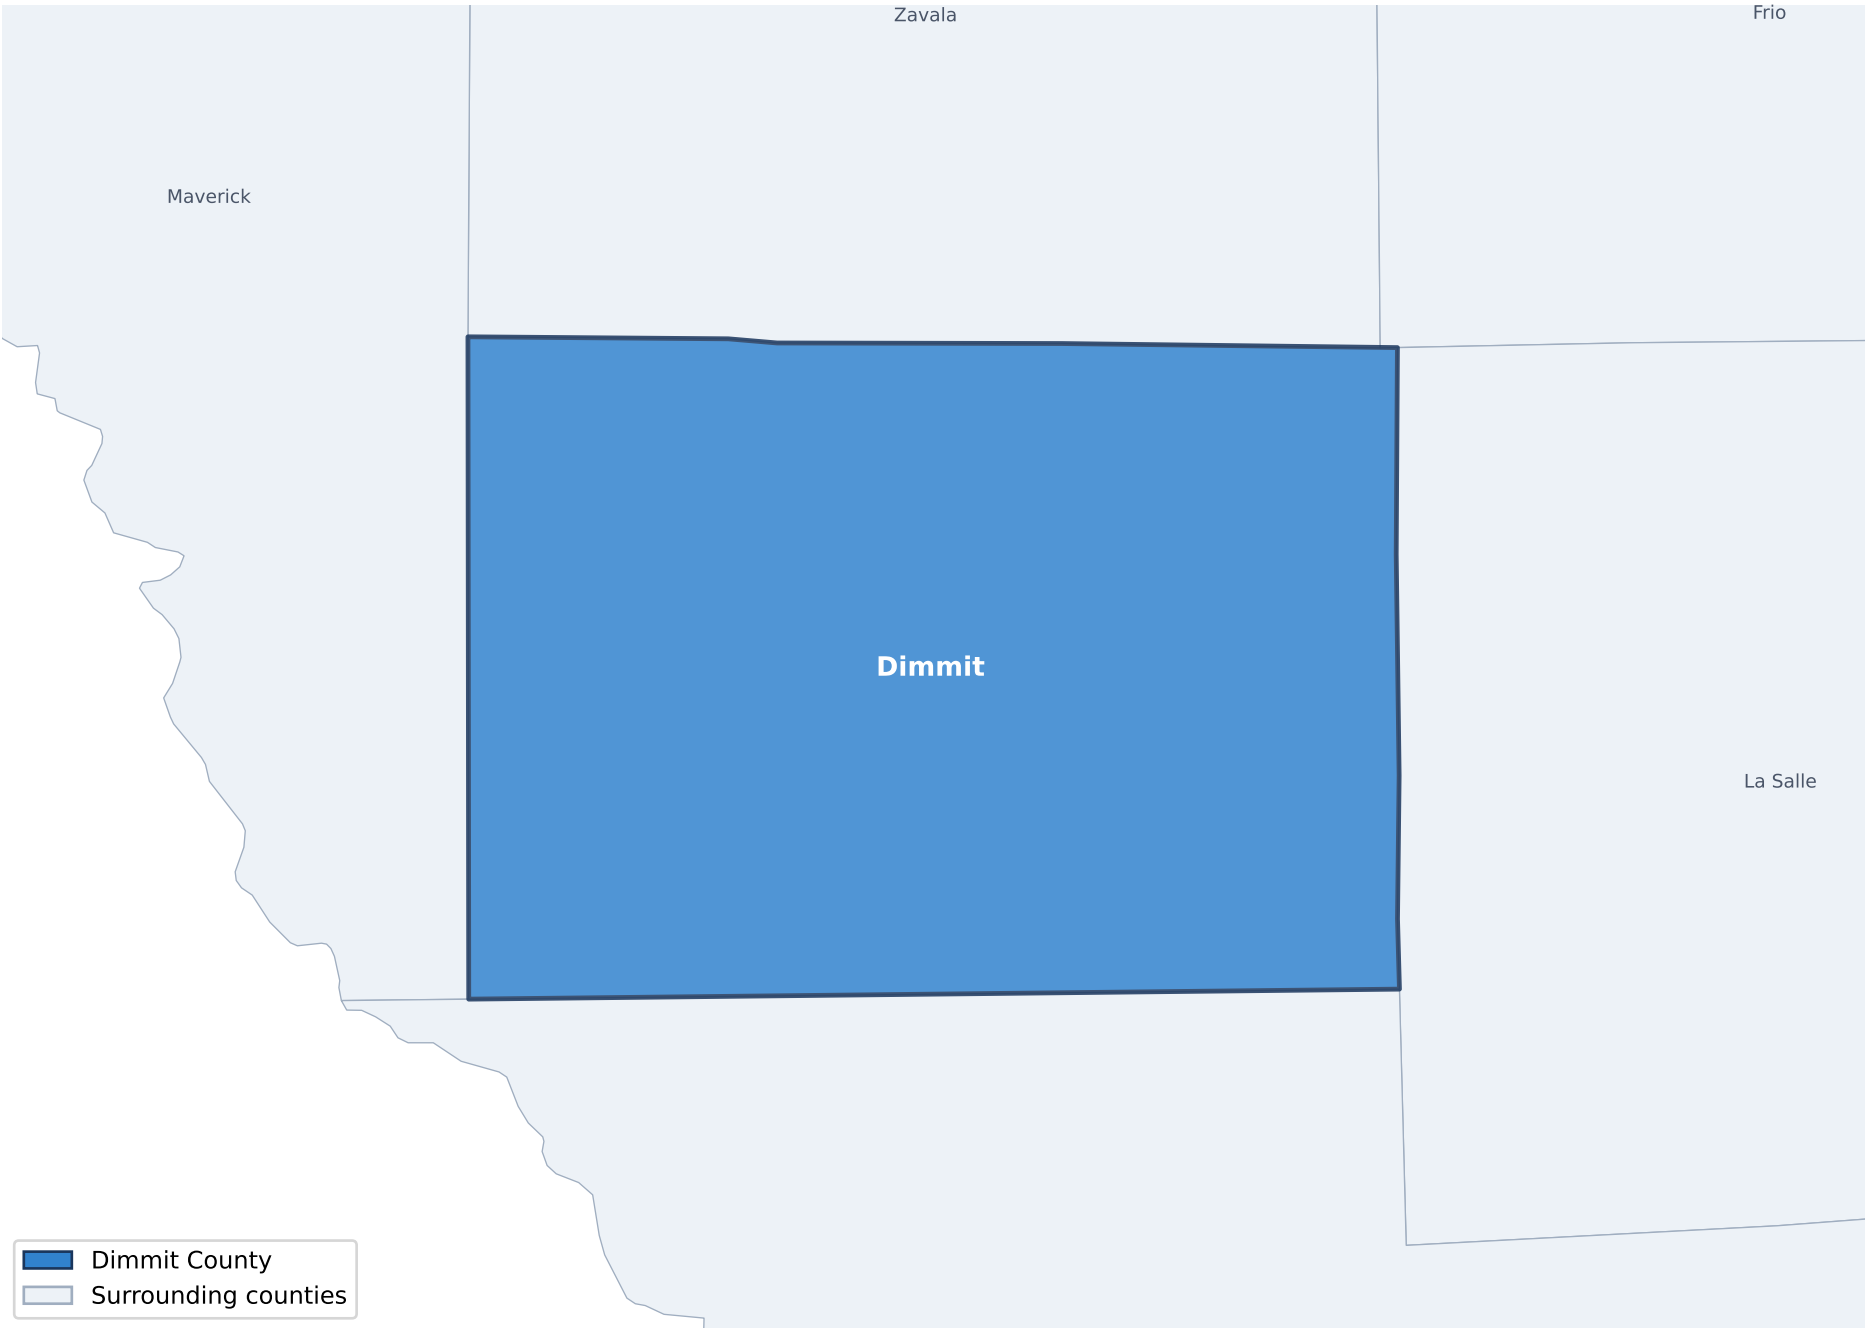 Zavala
Frio
Maverick
Dimmit
La Salle
Dimmit County
Surrounding counties